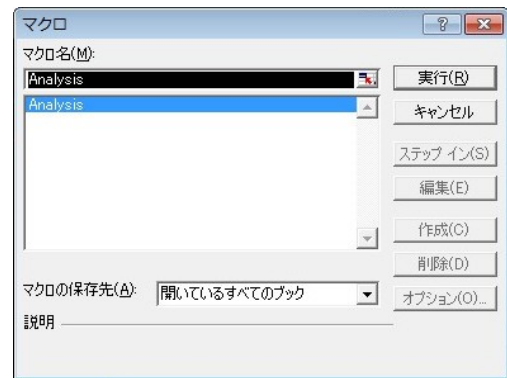 マクロ
マクロ名(M):
Analysis
Analysis
実行(R)
キャンセル
ステップ イン(S)
編集(E)
作成(C)
削除(D)
オプション(O)...
マクロの保存先(A):
開いているすべてのブック
説明